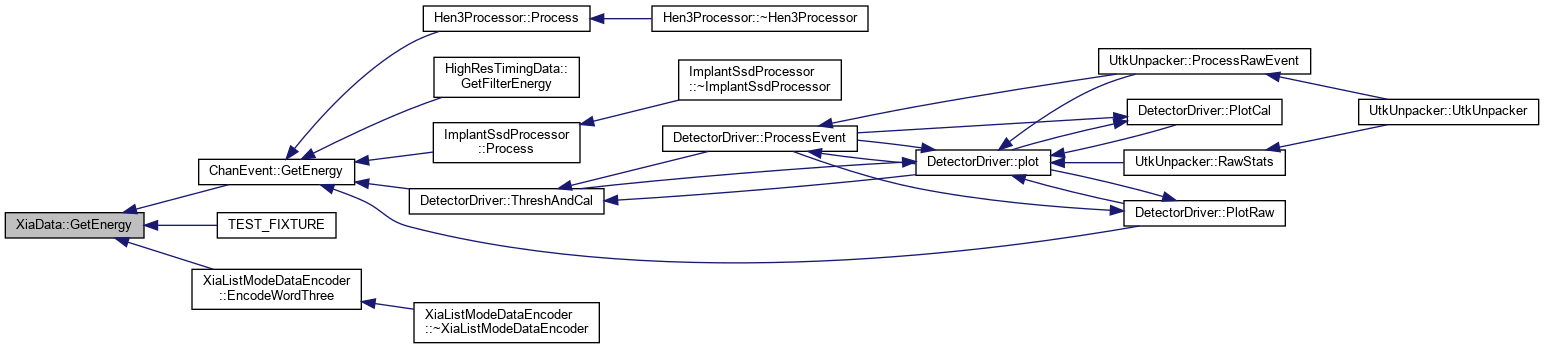 Hen3Processor::Process
Hen3Processor::~Hen3Processor
HighResTimingData::
GetFilterEnergy
ImplantSsdProcessor
::~ImplantSsdProcessor
ImplantSsdProcessor
::Process
UtkUnpacker::ProcessRawEvent
DetectorDriver::PlotCal
UtkUnpacker::UtkUnpacker
DetectorDriver::ProcessEvent
DetectorDriver::plot
UtkUnpacker::RawStats
ChanEvent::GetEnergy
DetectorDriver::ThreshAndCal
DetectorDriver::PlotRaw
XiaData::GetEnergy
TEST_FIXTURE
XiaListModeDataEncoder
::EncodeWordThree
XiaListModeDataEncoder
::~XiaListModeDataEncoder